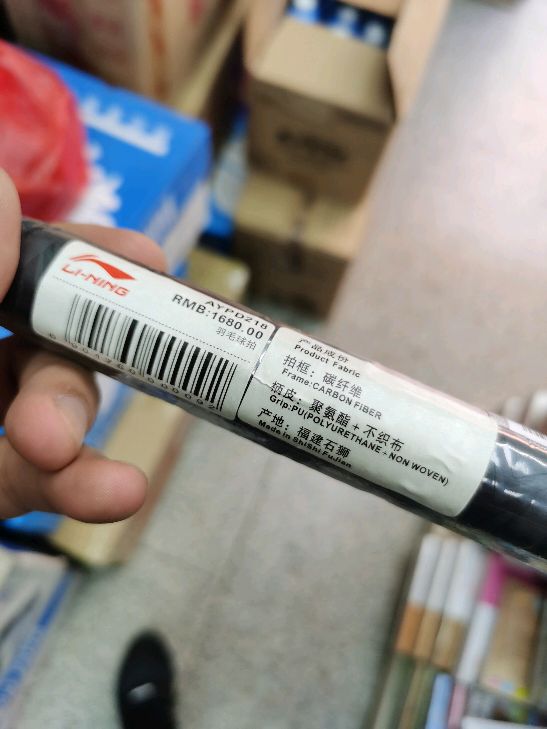 LI-NING
AYPD218
RMB:1680.00
羽毛球拍
产品成份
Product Fabric
拍框：碳纤维
Frame:CARBON FIBER
纸皮：聚氨酯+不织布
Grip:PU(POLYURETHANE+NON WOVEN)
产地：福建石狮
Made in ShiShi Fujian